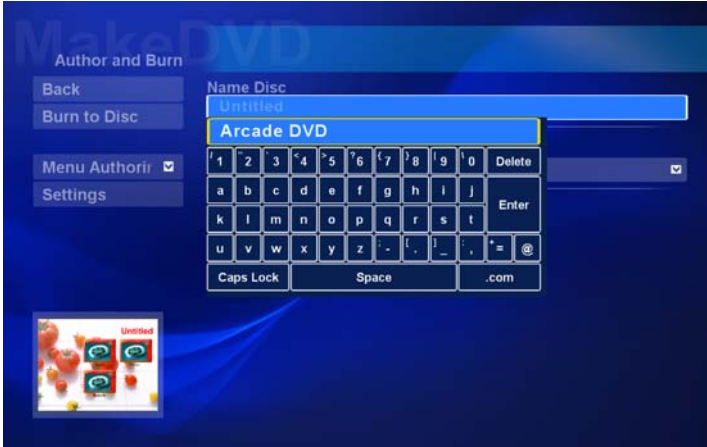 MakeDVD
Author and Burn
Back
Burn to Disc
Menu Authorin
Settings
Name Disc
Untitled
Arcade DVD
1 2 3 < 4 > 5 ? 6 { 7 } 8 | 9 \ 0 Delete
a b c d e f g h i j
Enter
k l m n o p q r s t
u v w x y z ; - [ . ] _ : , + = @
Caps Lock Space .com
Untitled